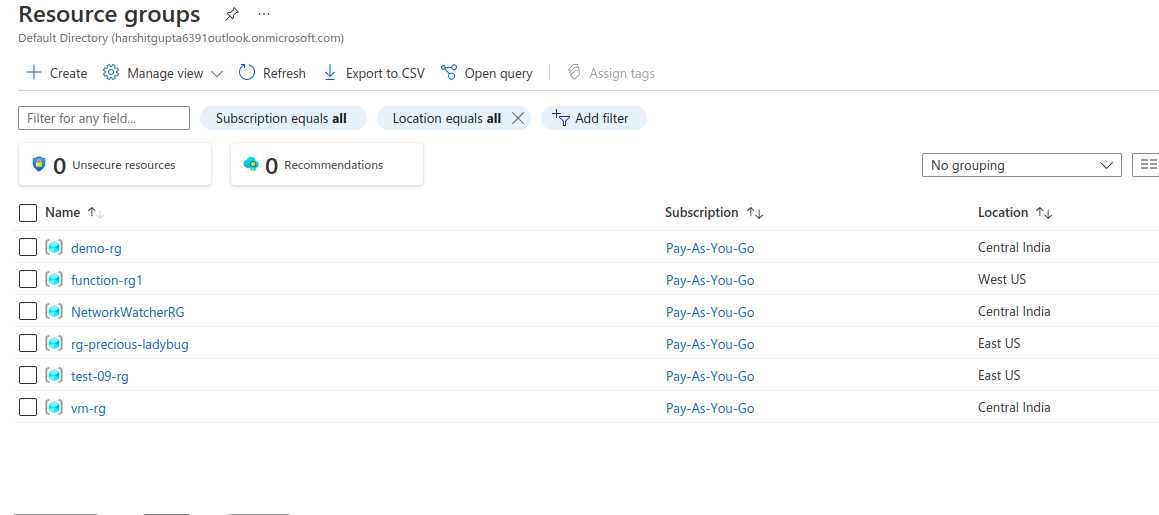 Resource groups
Default Directory (harshitgupta6391outlook.onmicrosoft.com)
Create Manage view Refresh Export to CSV Open query Assign tags
Filter for any field... Subscription equals all Location equals all Add filter
0 Unsecure resources 0 Recommendations No grouping
Name Subscription Location
demo-rg Pay-As-You-Go Central India
function-rg1 Pay-As-You-Go West US
NetworkWatcherRG Pay-As-You-Go Central India
rg-precious-ladybug Pay-As-You-Go East US
test-09-rg Pay-As-You-Go East US
vm-rg Pay-As-You-Go Central India